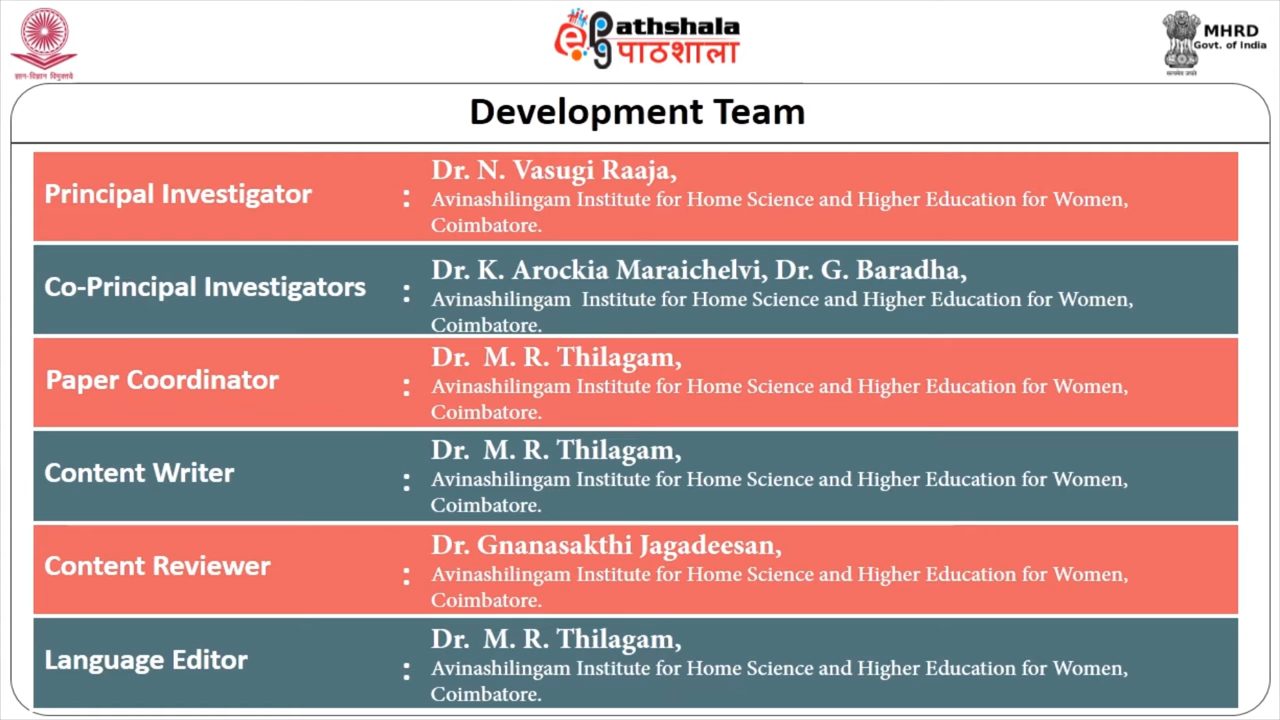 ज्ञान-विज्ञान विमुक्तये
e Pg Pathshala
पाठशाला
MHRD
Govt. of India
सत्यमेव जयते
Development Team
Principal Investigator : Dr. N. Vasugi Raaja,
Avinashilingam Institute for Home Science and Higher Education for Women,
Coimbatore.
Co-Principal Investigators : Dr. K. Arockia Maraichelvi, Dr. G. Baradha,
Avinashilingam Institute for Home Science and Higher Education for Women,
Coimbatore.
Paper Coordinator : Dr. M. R. Thilagam,
Avinashilingam Institute for Home Science and Higher Education for Women,
Coimbatore.
Content Writer : Dr. M. R. Thilagam,
Avinashilingam Institute for Home Science and Higher Education for Women,
Coimbatore.
Content Reviewer : Dr. Gnanasakthi Jagadeesan,
Avinashilingam Institute for Home Science and Higher Education for Women,
Coimbatore.
Language Editor : Dr. M. R. Thilagam,
Avinashilingam Institute for Home Science and Higher Education for Women,
Coimbatore.